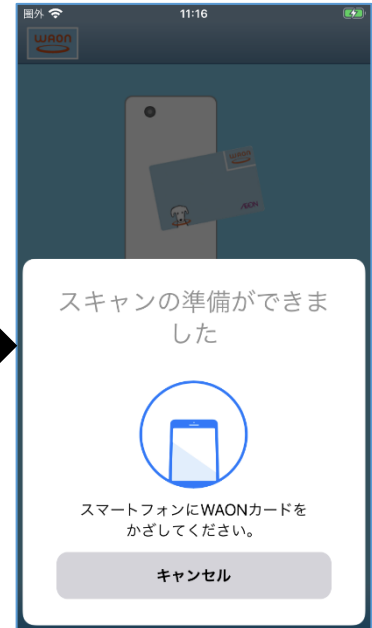 圏外 11:16
WAON
WAON
AEON
スキャンの準備ができま
した
スマートフォンにWAONカードを
かざしてください。
キャンセル